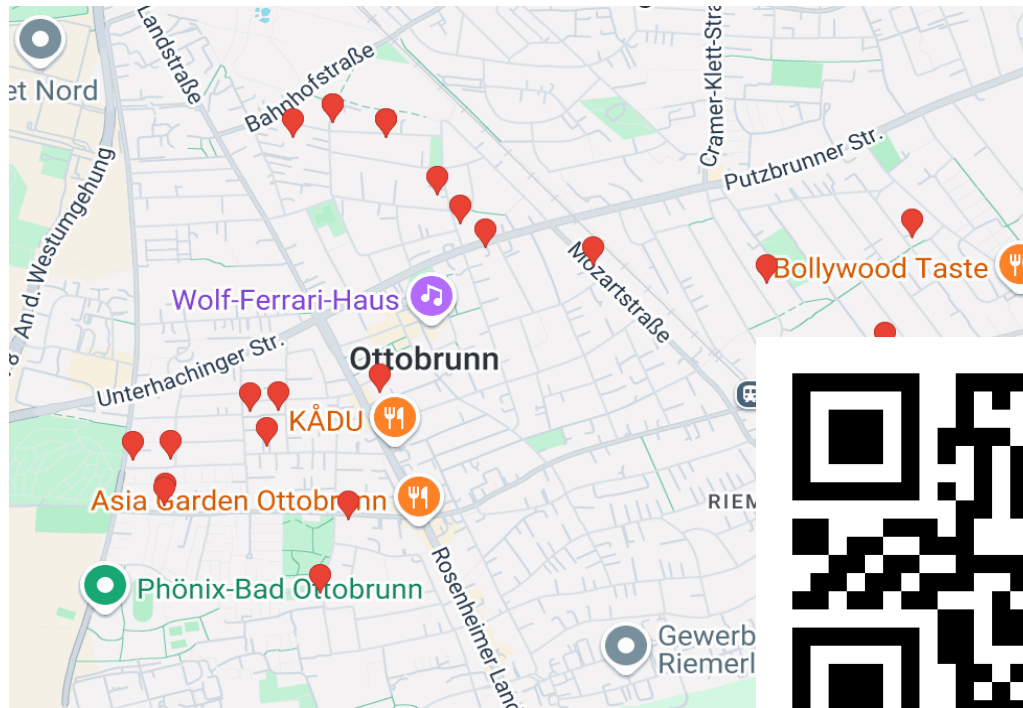 Landstraße
et Nord
Bahnhofstraße
Cramer-Klett-Stra
Putzbrunner Str.
An d. Westumgehung
Mozartstraße
Bollywood Taste
Wolf-Ferrari-Haus
Unterhachinger Str.
Ottobrunn
KÅDU
Asia Garden Ottobrunn
RIEM
Phönix-Bad Ottobrunn
Rosenheimer Land
Gewerb
Riemerl